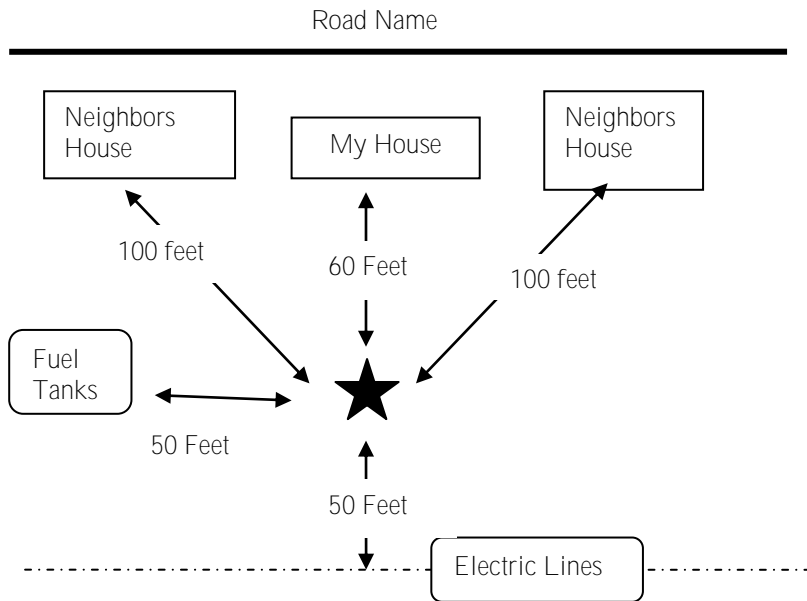 Road Name
Neighbors
House
My House
Neighbors
House
100 feet
60 Feet
100 feet
Fuel
Tanks
50 Feet
50 Feet
Electric Lines